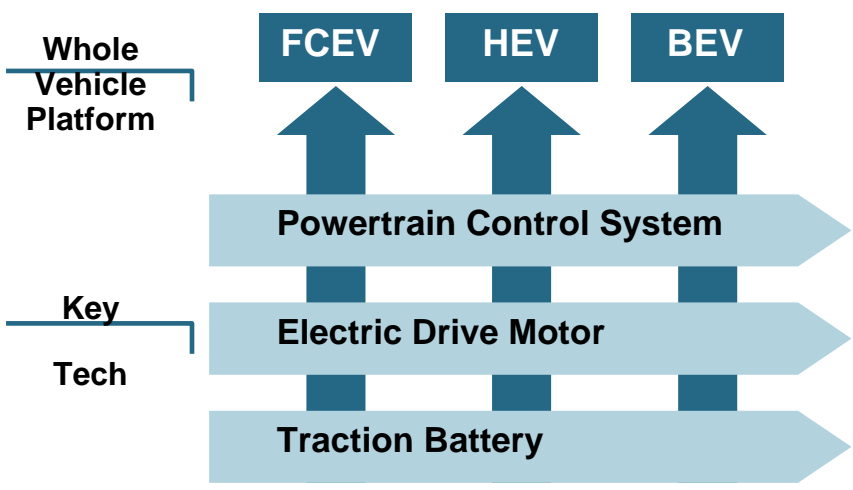 Whole
Vehicle
Platform
FCEV
HEV
BEV
Powertrain Control System
Key
Tech
Electric Drive Motor
Traction Battery